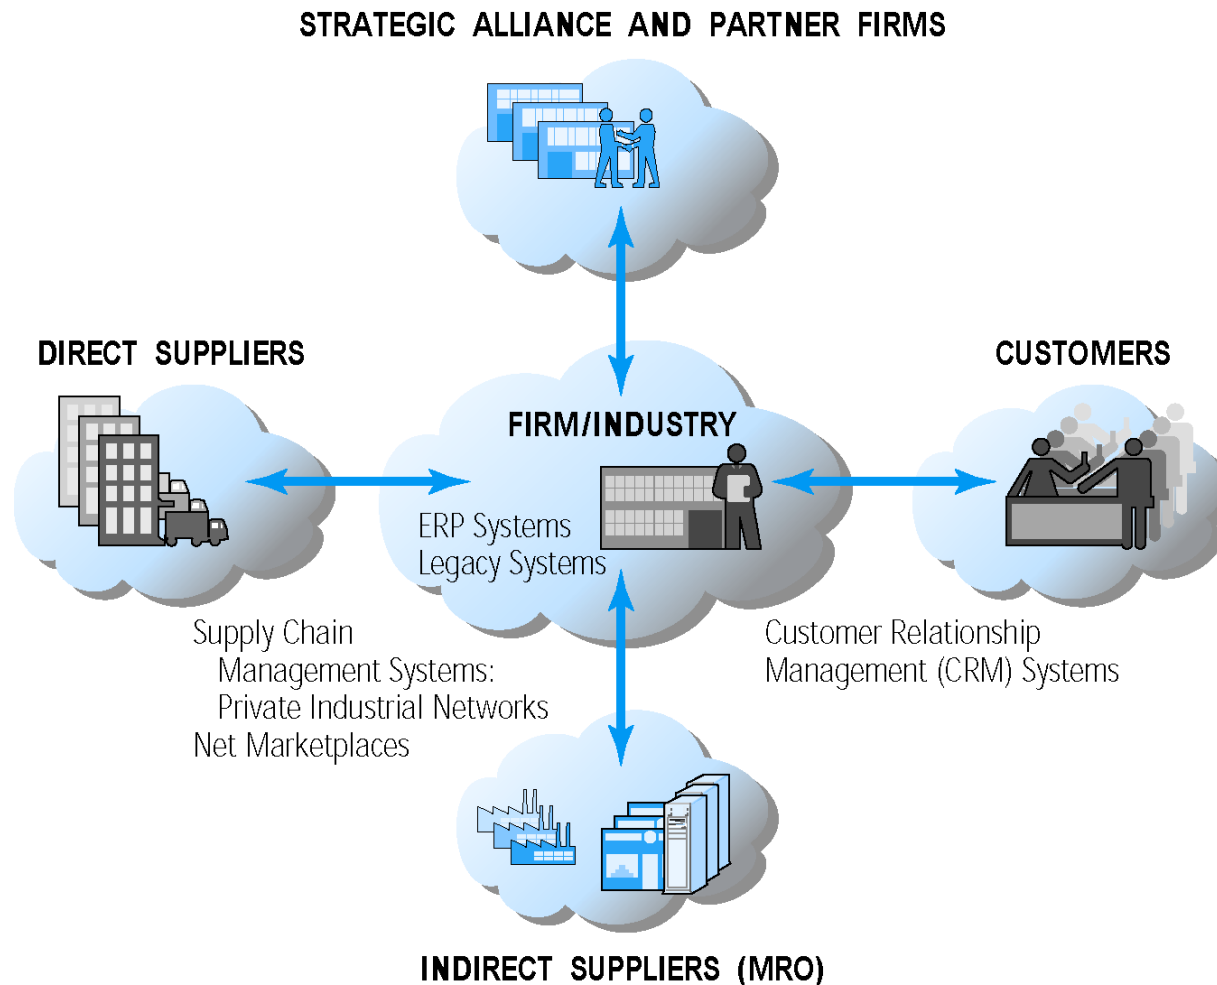 STRATEGIC ALLIANCE AND PARTNER FIRMS
DIRECT SUPPLIERS
CUSTOMERS
FIRM/INDUSTRY
ERP Systems
Legacy Systems
Supply Chain
Management Systems:
Private Industrial Networks
Net Marketplaces
Customer Relationship
Management (CRM) Systems
INDIRECT SUPPLIERS (MRO)